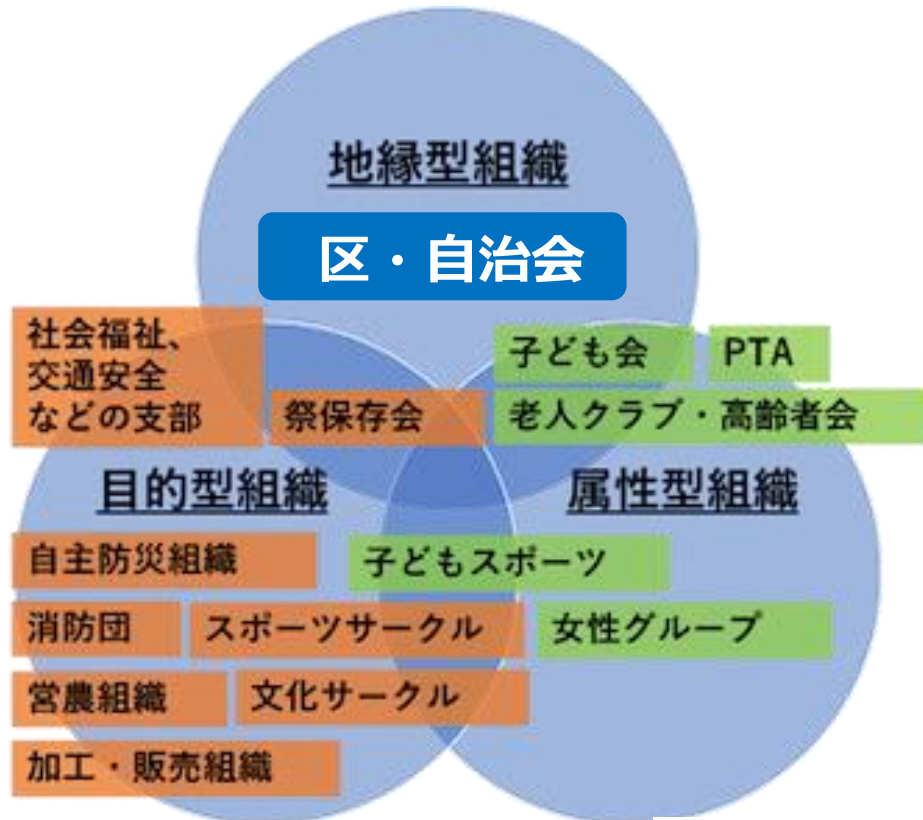 地縁型組織
区・自治会
社会福祉、
交通安全
などの支部
祭保存会
子ども会
PTA
老人クラブ・高齢者会
目的型組織
属性型組織
自主防災組織
子どもスポーツ
消防団
スポーツサークル
女性グループ
営農組織
文化サークル
加工・販売組織